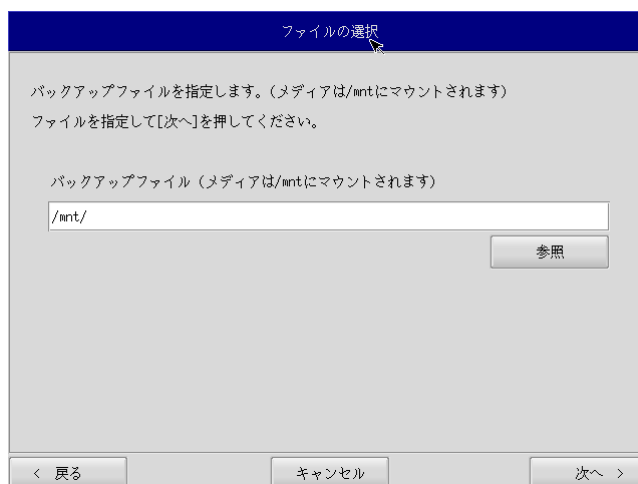 ファイルの選択
バックアップファイルを指定します。(メディアは/mntにマウントされます)
ファイルを指定して[次へ]を押してください。
バックアップファイル（メディアは/mntにマウントされます)
/mnt/
参照
< 戻る
キャンセル
次へ >